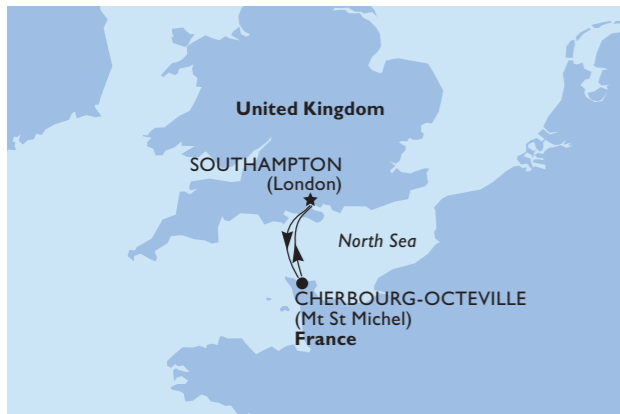 United Kingdom
SOUTHAMPTON
(London)
North Sea
CHERBOURG-OCTEVILLE
(Mt St Michel)
France